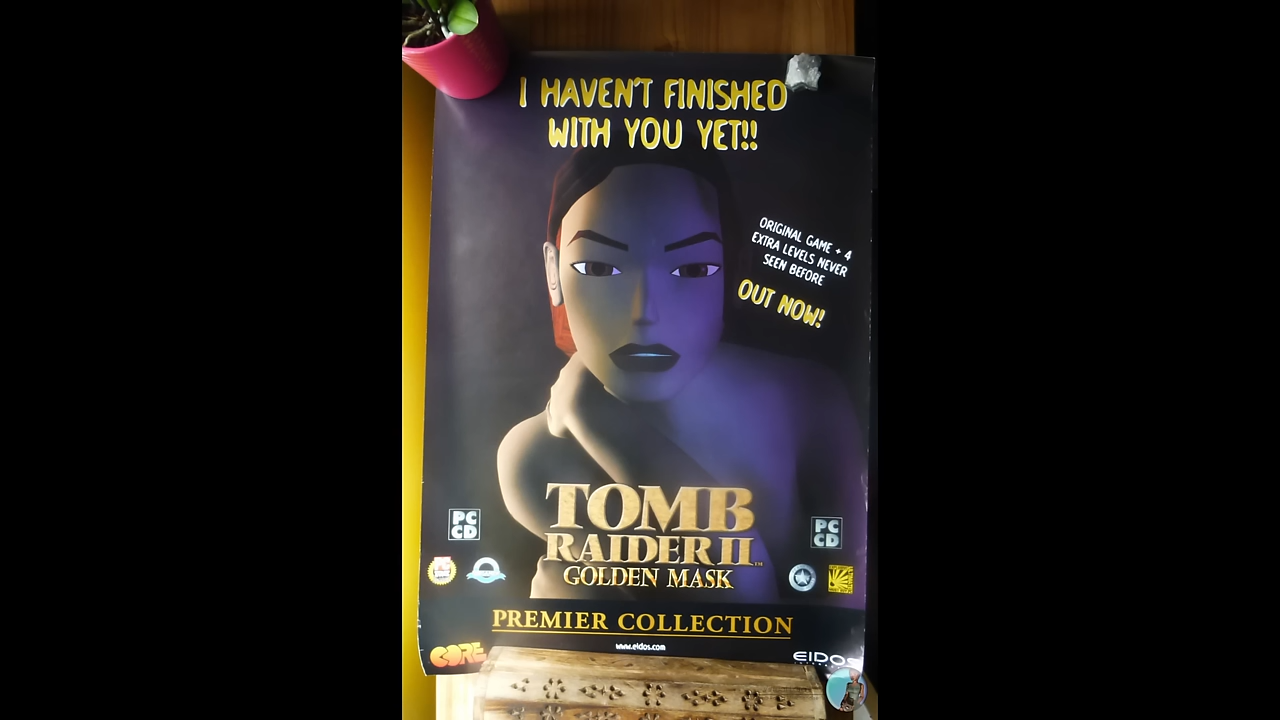 I HAVEN'T FINISHED
WITH YOU YET!!
ORIGINAL GAME + 4
EXTRA LEVELS NEVER
SEEN BEFORE
OUT NOW!
TOMB
RAIDER II™
GOLDEN MASK
PC
CD
PC
CD
PREMIER COLLECTION
www.eidos.com
CORE
EIDOS